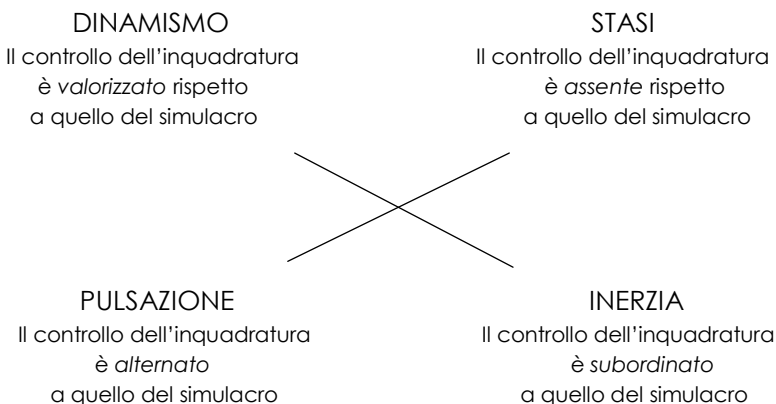 DINAMISMO
Il controllo dell’inquadratura
è valorizzato rispetto
a quello del simulacro
STASI
Il controllo dell’inquadratura
è assente rispetto
a quello del simulacro
PULSAZIONE
Il controllo dell’inquadratura
è alternato
a quello del simulacro
INERZIA
Il controllo dell’inquadratura
è subordinato
a quello del simulacro